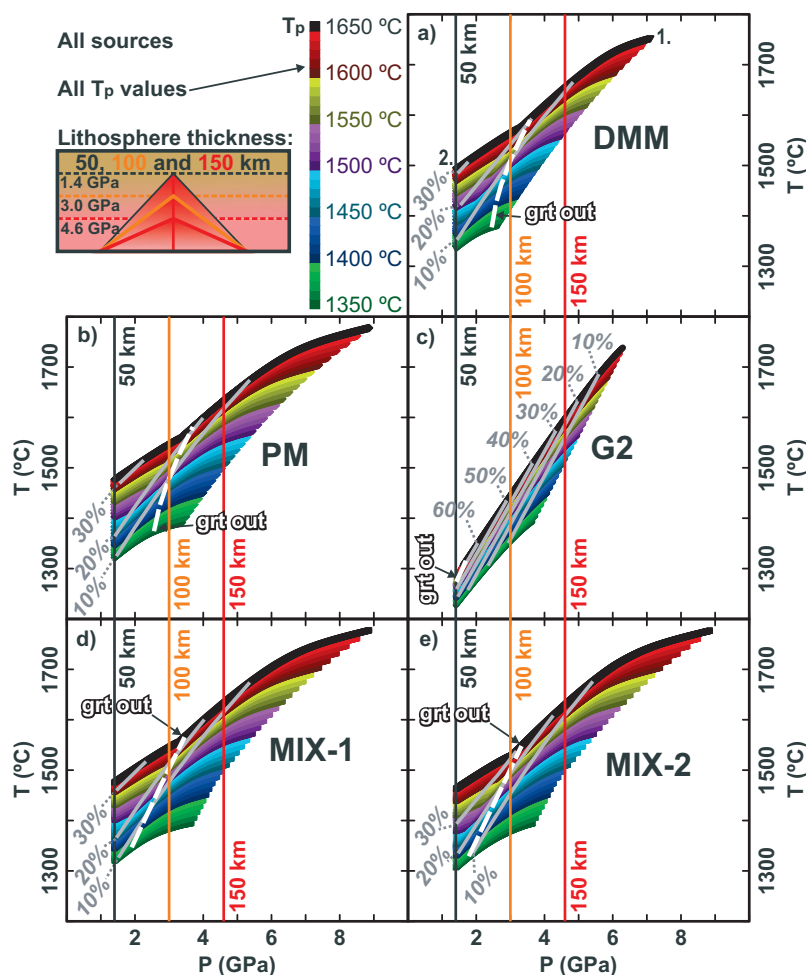 All sources
All Tp values
Lithosphere thickness:
50, 100 and 150 km
1.4 GPa
3.0 GPa
4.6 GPa
Tp
1650 ºC
1600 ºC
1550 ºC
1500 ºC
1450 ºC
1400 ºC
1350 ºC
a)
50 km
1.
DMM
2.
30%
20%
10%
grt out
100 km
150 km
1700
1500
1300
T (ºC)
b)
50 km
PM
30%
20%
10%
grt out
100 km
150 km
1700
1500
1300
T (ºC)
c)
50 km
100 km
10%
20%
30%
40%
50%
60%
G2
grt out
150 km
1700
1500
1300
T (ºC)
d)
50 km
100 km
grt out
MIX-1
30%
20%
10%
150 km
1700
1500
1300
T (ºC)
0 2 4 6 8
P (GPa)
e)
50 km
100 km
grt out
MIX-2
30%
20%
10%
150 km
1700
1500
1300
T (ºC)
2 4 6 8
P (GPa)